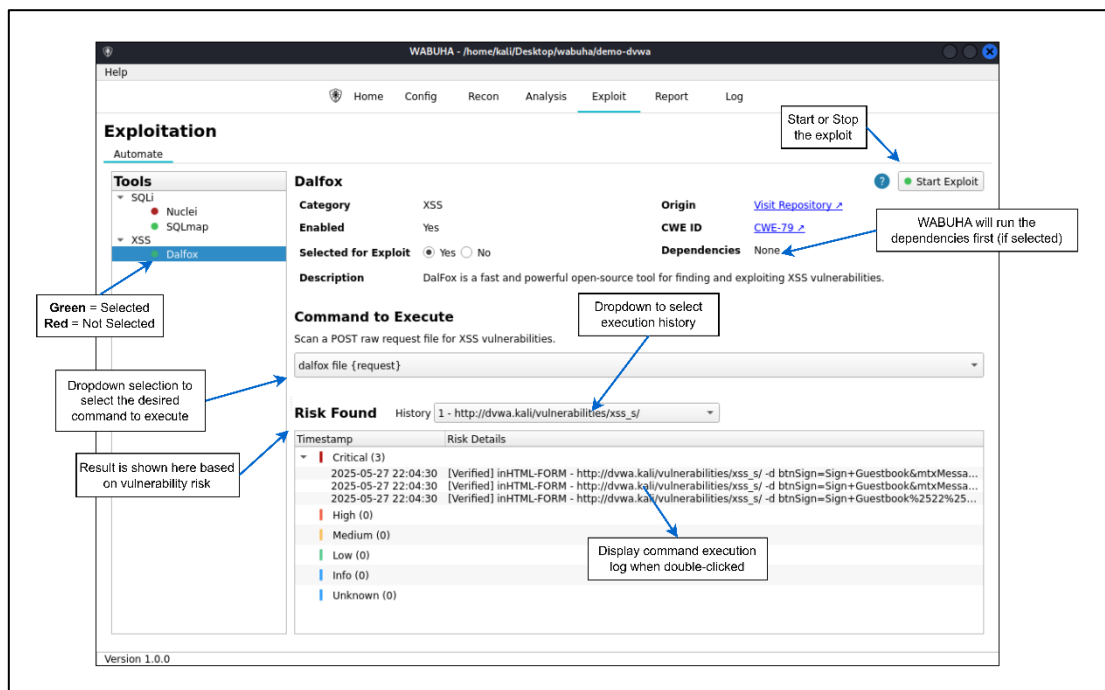 WABUHA - /home/kali/Desktop/wabuha/demo-dvwa
Help
Home Config Recon Analysis Exploit Report Log
Exploitation
Automate
Start or Stop
the exploit
Tools
SQLi
Nuclei
SQLmap
XSS
Dalfox
Green = Selected
Red = Not Selected
Dalfox
? Start Exploit
Category XSS Origin Visit Repository ↗
Enabled Yes CWE ID CWE-79 ↗
Selected for Exploit Yes No Dependencies None
Description DalFox is a fast and powerful open-source tool for finding and exploiting XSS vulnerabilities.
WABUHA will run the
dependencies first (if selected)
Command to Execute
Scan a POST raw request file for XSS vulnerabilities.
dalfox file {request}
Dropdown to select
execution history
Dropdown selection to
select the desired
command to execute
Risk Found History 1 - http://dvwa.kali/vulnerabilities/xss_s/
Result is shown here based
on vulnerability risk
Timestamp Risk Details
Critical (3)
2025-05-27 22:04:30 [Verified] inHTML-FORM - http://dvwa.kali/vulnerabilities/xss_s/ -d btnSign=Sign+Guestbook&mtxMessa...
2025-05-27 22:04:30 [Verified] inHTML-FORM - http://dvwa.kali/vulnerabilities/xss_s/ -d btnSign=Sign+Guestbook&mtxMessa...
2025-05-27 22:04:30 [Verified] inHTML-FORM - http://dvwa.kali/vulnerabilities/xss_s/ -d btnSign=Sign+Guestbook%2522%25...
High (0)
Medium (0)
Low (0)
Info (0)
Unknown (0)
Display command execution
log when double-clicked
Version 1.0.0